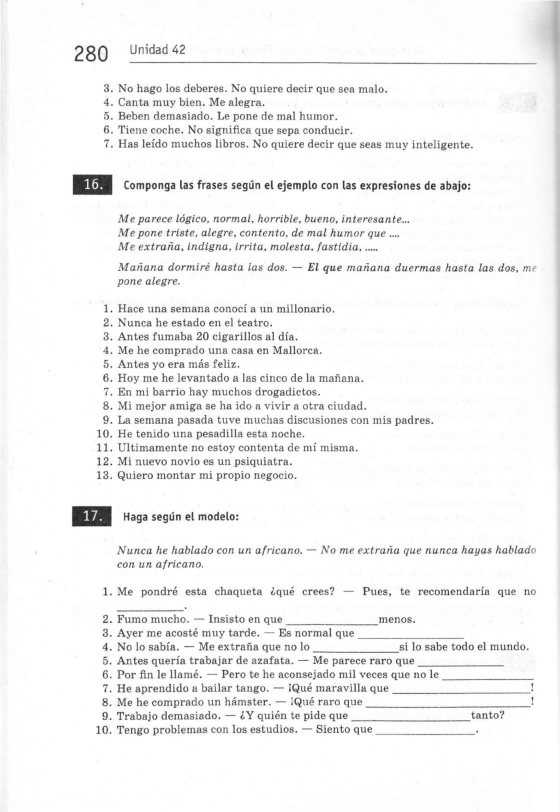 280 Unidad 42
3. No hago los deberes. No quiere decir que sea malo.
4. Canta muy bien. Me alegra.
5. Beben demasiado. Le pone de mal humor.
6. Tiene coche. No significa que sepa conducir.
7. Has leído muchos libros. No quiere decir que seas muy inteligente.
16. Componga las frases según el ejemplo con las expresiones de abajo:
Me parece lógico, normal, horrible, bueno, interesante...
Me pone triste, alegre, contento, de mal humor que ....
Me extraña, indigna, irrita, molesta, fastidia, .....
Mañana dormiré hasta las dos. — El que mañana duermas hasta las dos, me
pone alegre.
1. Hace una semana conocí a un millonario.
2. Nunca he estado en el teatro.
3. Antes fumaba 20 cigarillos al día.
4. Me he comprado una casa en Mallorca.
5. Antes yo era más feliz.
6. Hoy me he levantado a las cinco de la mañana.
7. En mi barrio hay muchos drogadictos.
8. Mi mejor amiga se ha ido a vivir a otra ciudad.
9. La semana pasada tuve muchas discusiones con mis padres.
10. He tenido una pesadilla esta noche.
11. Ultimamente no estoy contenta de mí misma.
12. Mi nuevo novio es un psiquiatra.
13. Quiero montar mi propio negocio.
17. Haga según el modelo:
Nunca he hablado con un africano. — No me extraña que nunca hayas hablado
con un africano.
1. Me pondré esta chaqueta ¿qué crees? — Pues, te recomendaría que no
__________.
2. Fumo mucho. — Insisto en que ______________menos.
3. Ayer me acosté muy tarde. — Es normal que ________________
4. No lo sabía. — Me extraña que no lo _____________si lo sabe todo el mundo.
5. Antes quería trabajar de azafata. — Me parece raro que _____________
6. Por fin le llamé. — Pero te he aconsejado mil veces que no le ______________
7. He aprendido a bailar tango. — ¡Qué maravilla que _____________________!
8. Me he comprado un hámster. — ¡Qué raro que _________________________!
9. Trabajo demasiado. — ¿Y quién te pide que __________________tanto?
10. Tengo problemas con los estudios. — Siento que _______________.